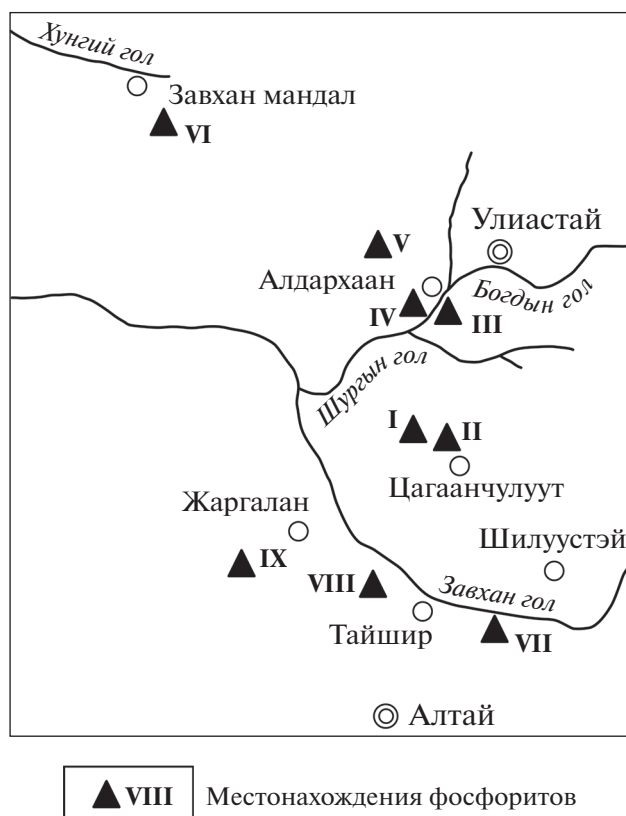 Хунгий гол
Завхан мандал
VI
Улиастай
V
Алдархаан
Богдын гол
IV
III
Шургын гол
I
II
Цагаанчулуут
Жаргалан
Шилуустэй
IX
VIII
Завхан гол
Тайшир
VII
Алтай
VIII Местонахождения фосфоритов